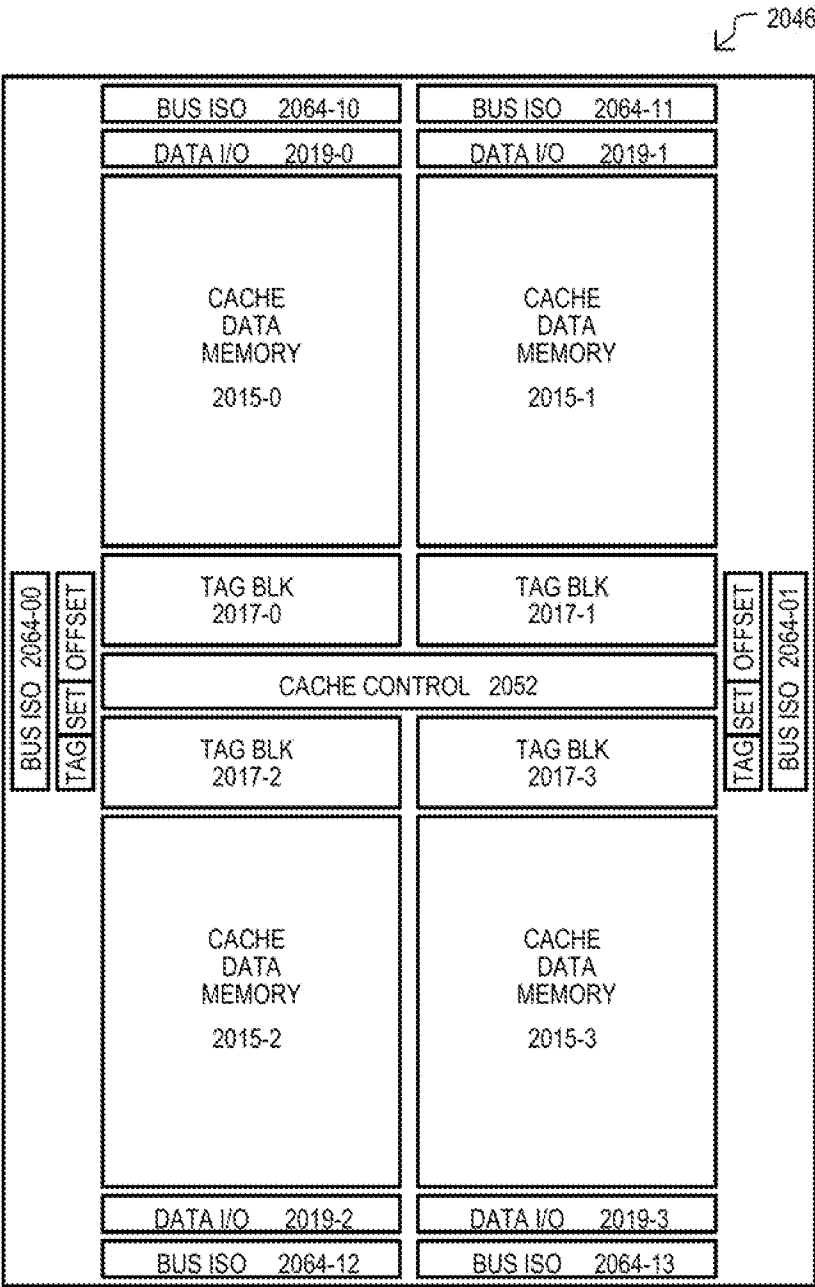 2046
BUS ISO 2064-10
BUS ISO 2064-11
DATA I/O 2019-0
DATA I/O 2019-1
CACHE
DATA
MEMORY
2015-0
CACHE
DATA
MEMORY
2015-1
TAG BLK
2017-0
TAG BLK
2017-1
BUS ISO 2064-00
TAG SET OFFSET
CACHE CONTROL 2052
TAG SET OFFSET
BUS ISO 2064-01
TAG BLK
2017-2
TAG BLK
2017-3
CACHE
DATA
MEMORY
2015-2
CACHE
DATA
MEMORY
2015-3
DATA I/O 2019-2
DATA I/O 2019-3
BUS ISO 2064-12
BUS ISO 2064-13